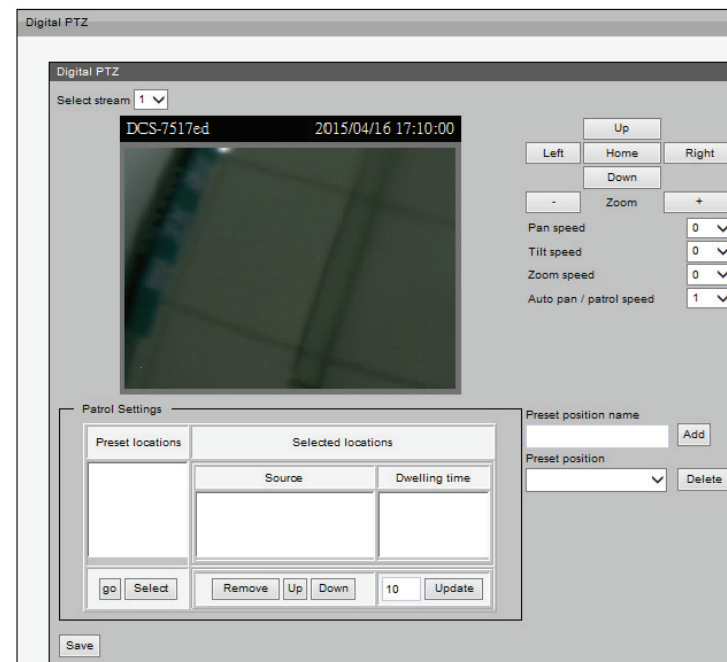 Digital PTZ
Digital PTZ
Select stream 1
DCS-7517ed 2015/04/16 17:10:00
Up
Left Home Right
Down
- Zoom +
Pan speed 0
Tilt speed 0
Zoom speed 0
Auto pan / patrol speed 1
Patrol Settings
Preset locations Selected locations
Source Dwelling time
go Select Remove Up Down 10 Update
Preset position name
Add
Preset position
Delete
Save